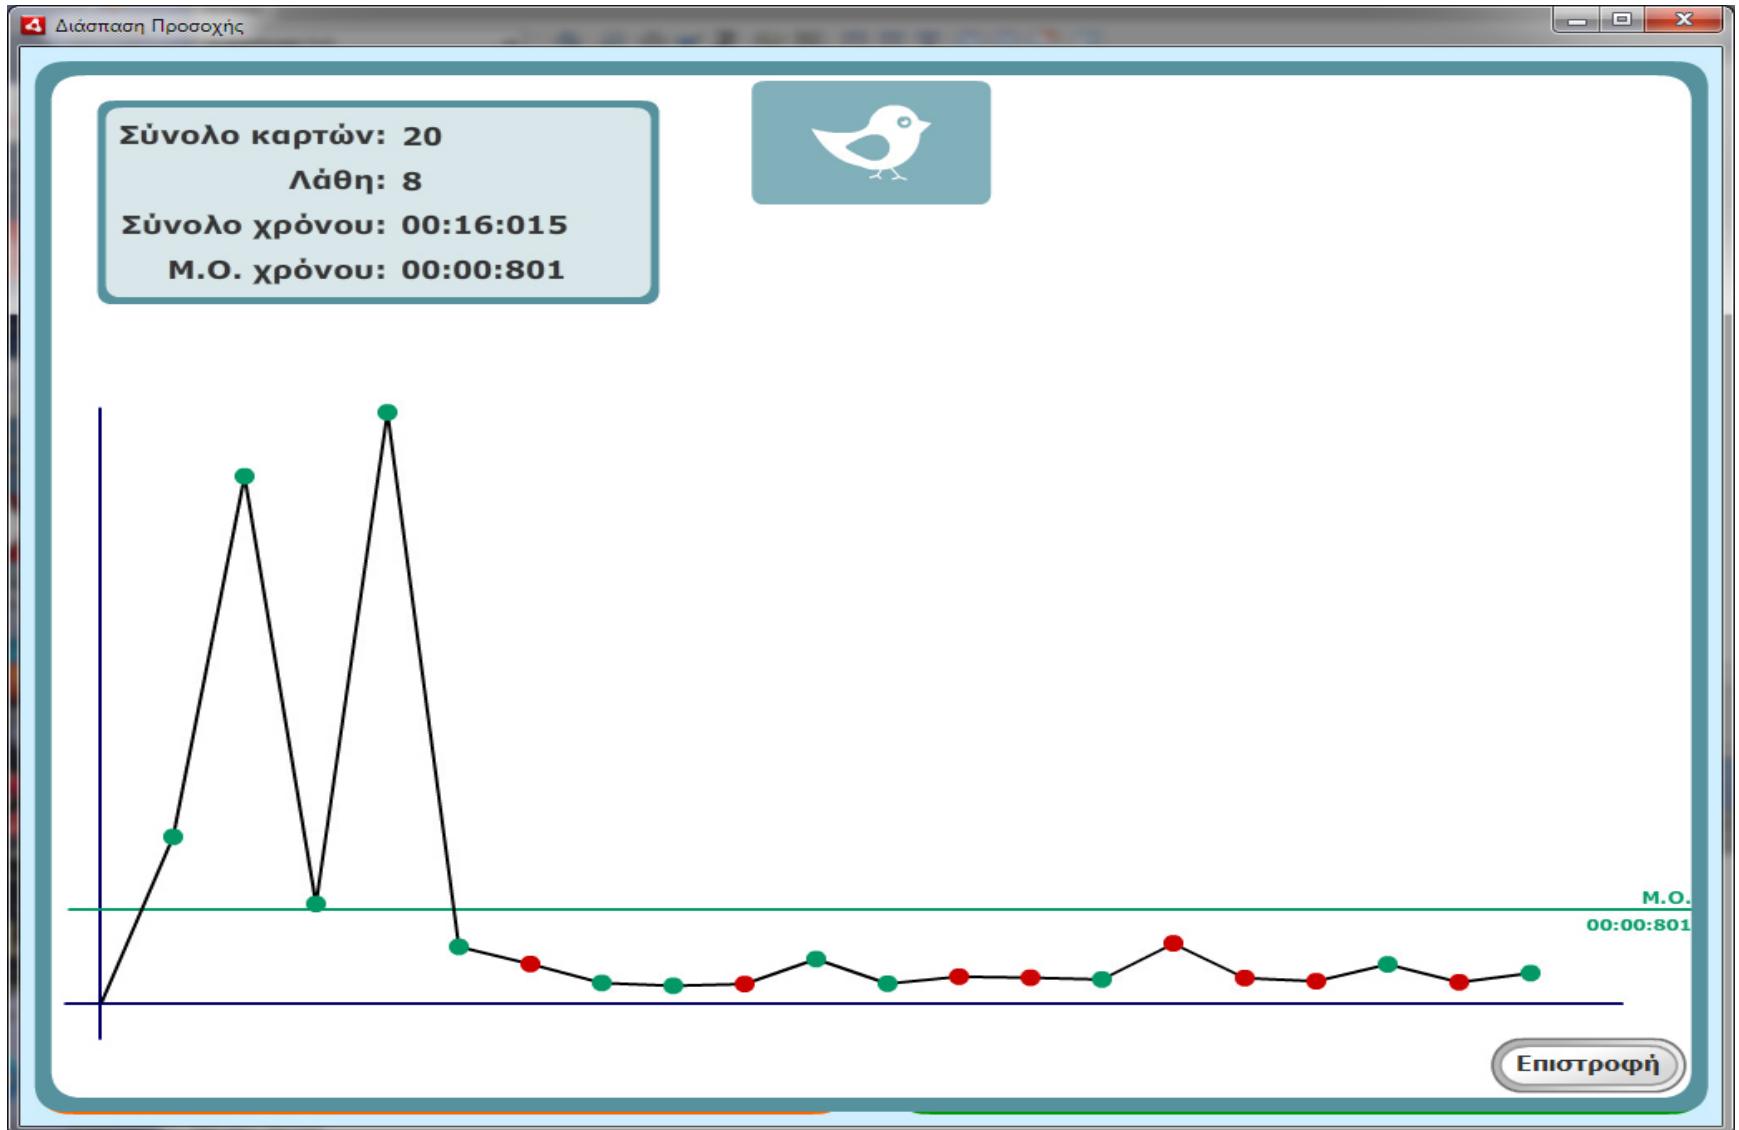 Διάσπαση Προσοχής
Σύνολο καρτών: 20
Λάθη: 8
Σύνολο χρόνου: 00:16:015
Μ.Ο. χρόνου: 00:00:801
Μ.Ο.
00:00:801
Επιστροφή